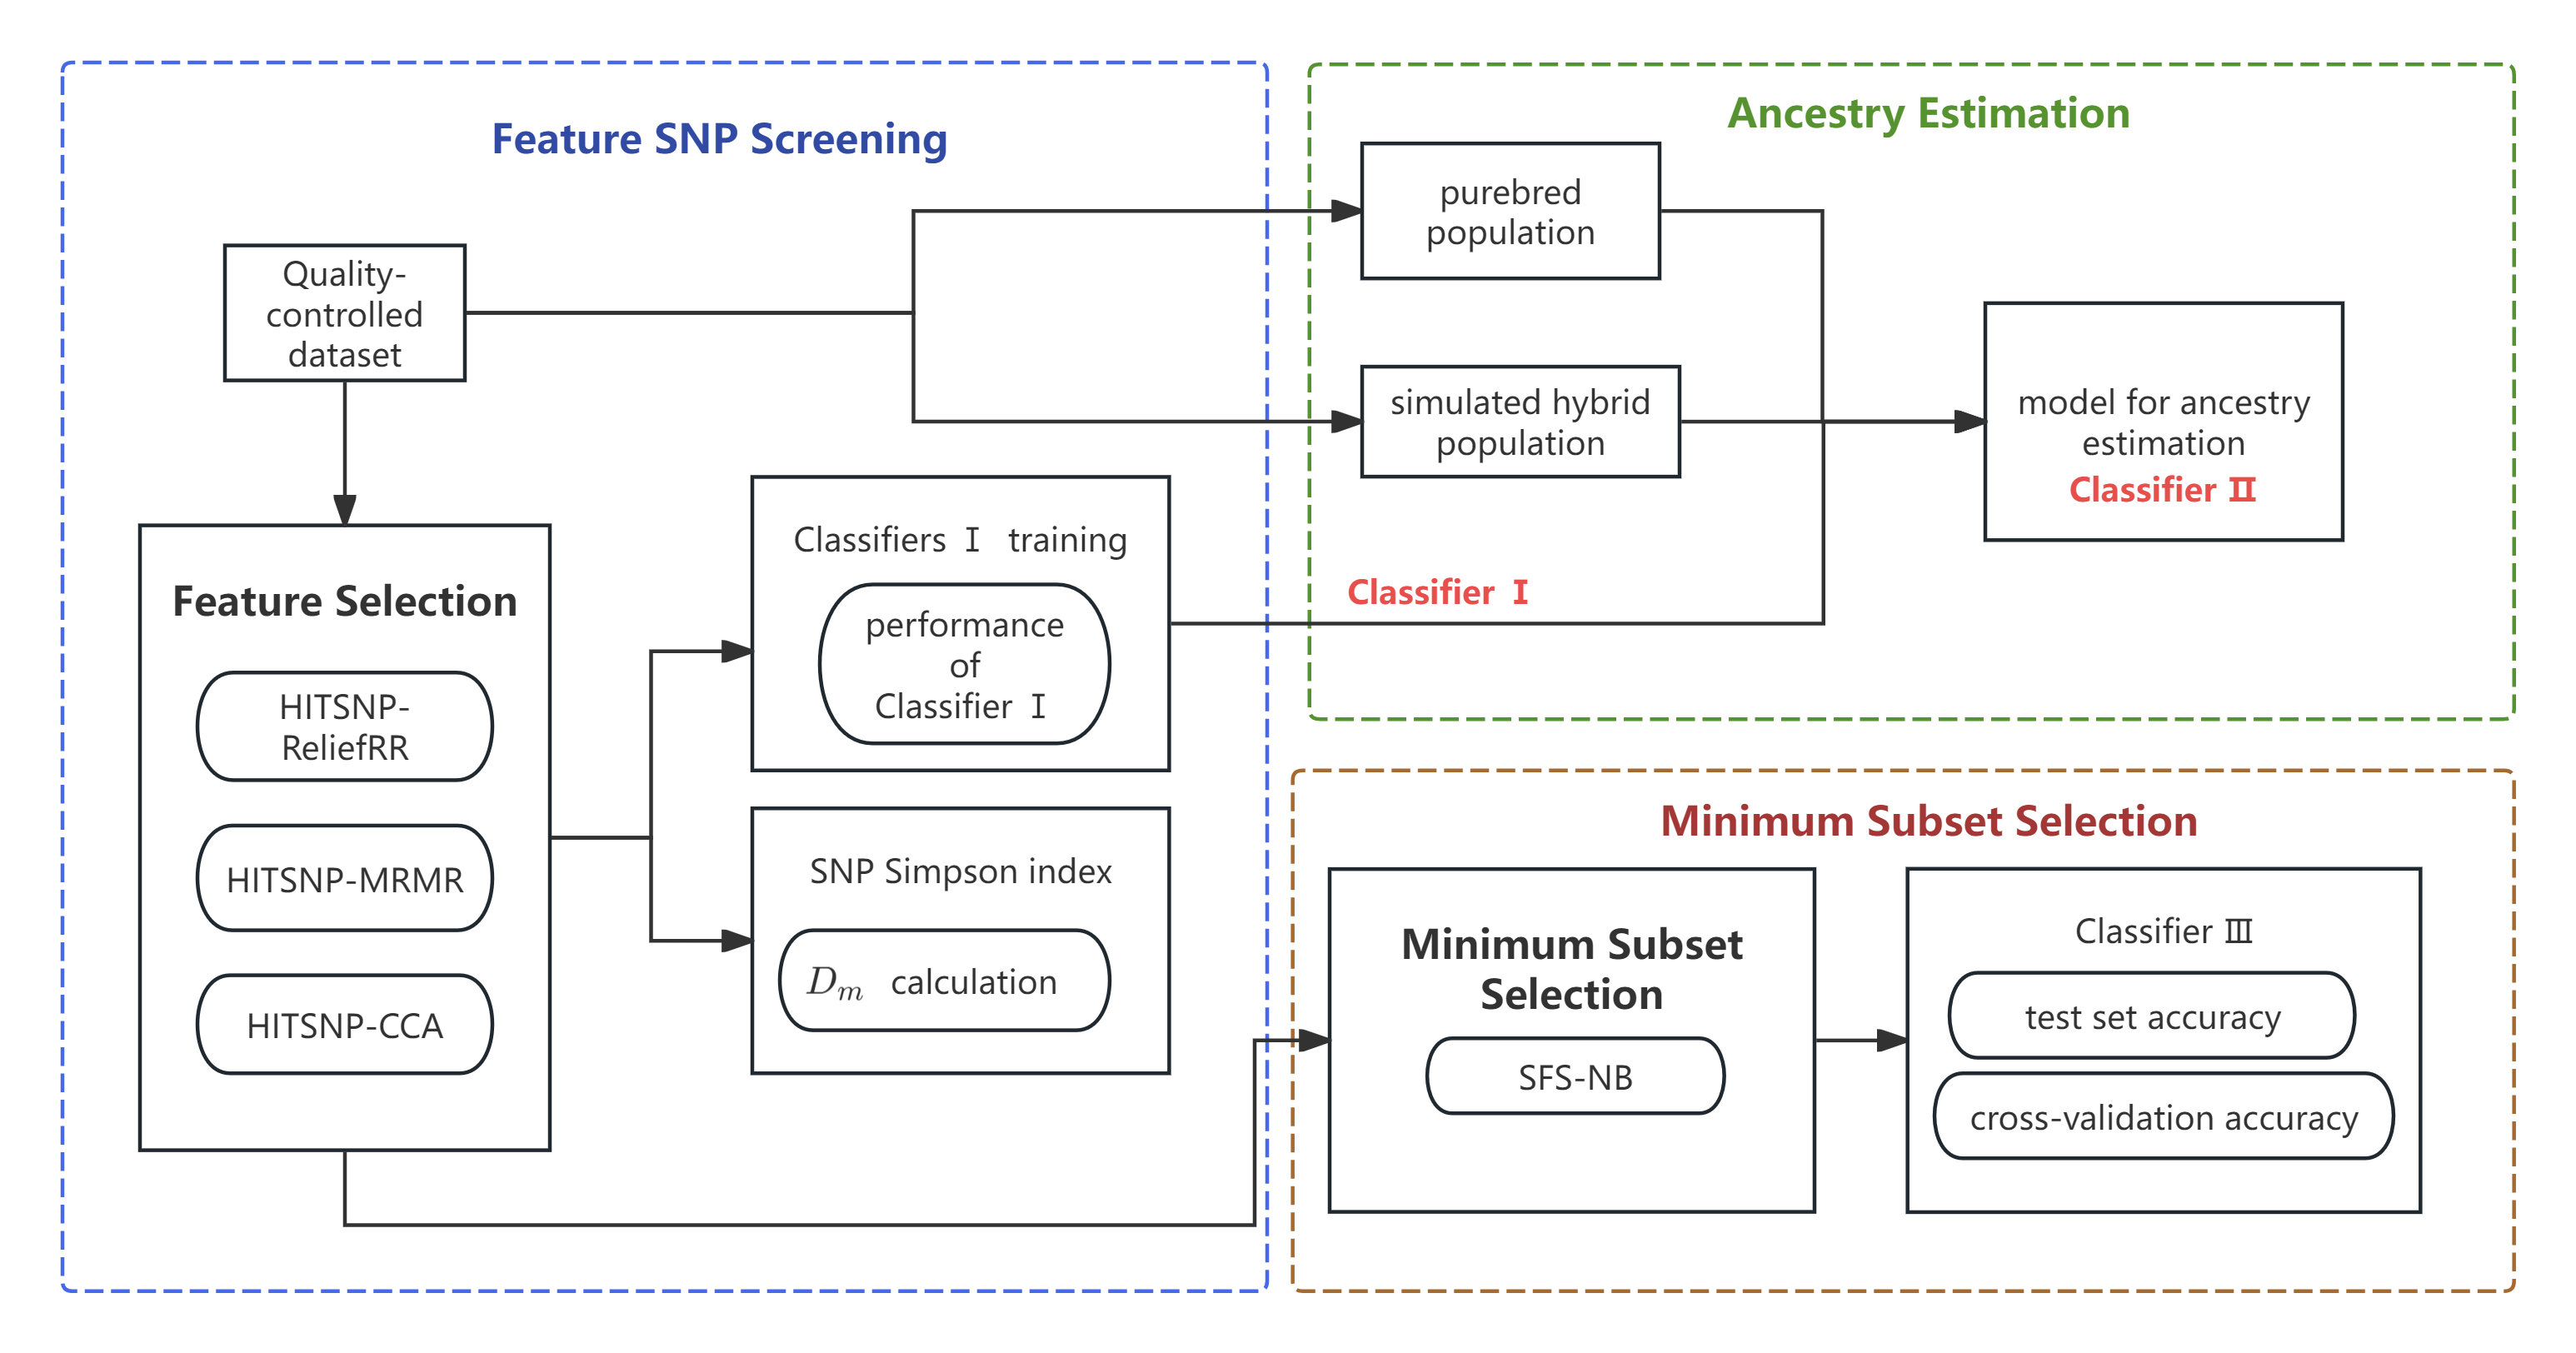 Feature SNP Screening
Quality-
controlled
dataset
Feature Selection
HITSNP-
ReliefRR
HITSNP-MRMR
HITSNP-CCA
Classifiers Ⅰ training
performance
of
Classifier Ⅰ
SNP Simpson index
D_m calculation
Ancestry Estimation
purebred
population
simulated hybrid
population
Classifier Ⅰ
model for ancestry
estimation
Classifier Ⅱ
Minimum Subset Selection
Minimum Subset
Selection
SFS-NB
Classifier Ⅲ
test set accuracy
cross-validation accuracy